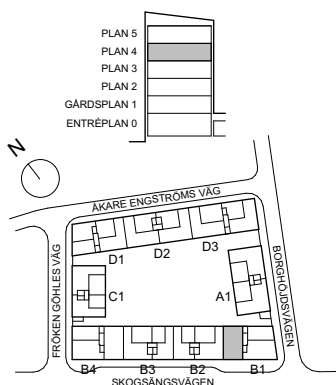 PLAN 5
PLAN 4
PLAN 3
PLAN 2
GÅRDSPLAN 1
ENTRÉPLAN 0
N
ÅKARE ENGSTRÖMS VÄG
FRÖKEN GÖHLES VÄG
BORGHÖJDSVÄGEN
D1
D2
D3
C1
A1
B4
B3
B2
B1
SKOGSÄNGSVÄGEN